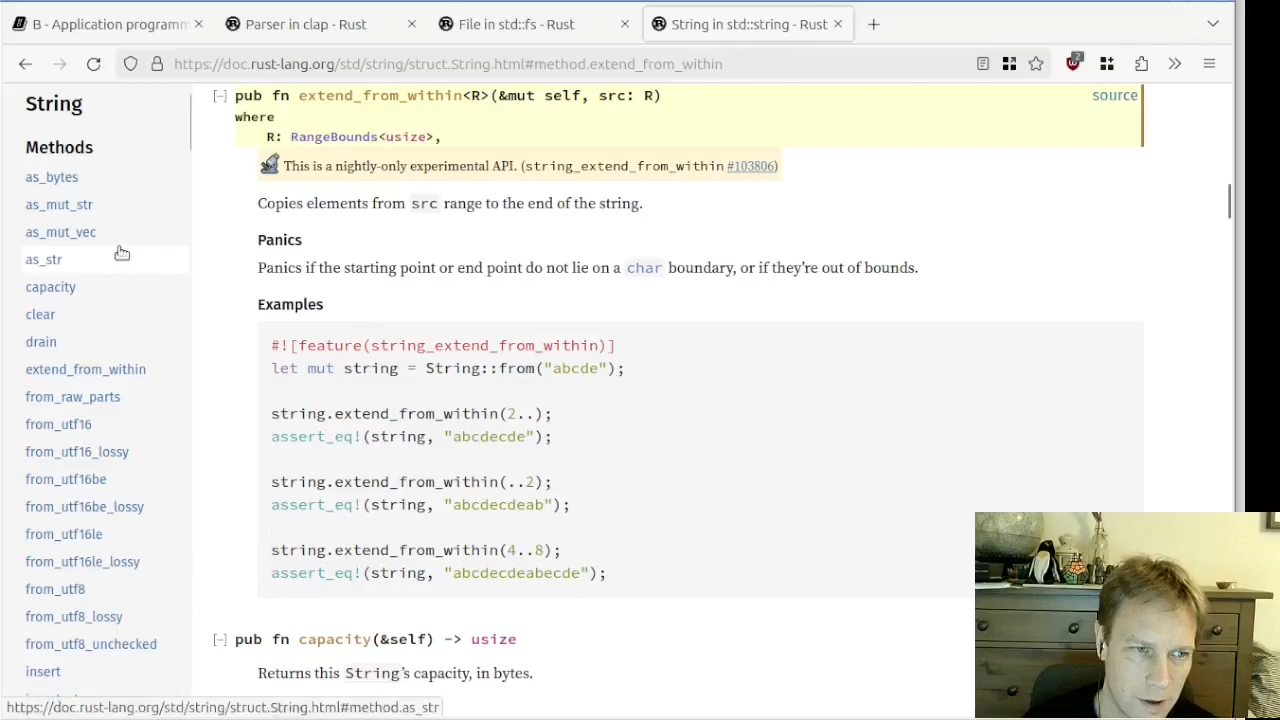 B - Application programm
Parser in clap - Rust
File in std::fs - Rust
String in std::string - Rust
https://doc.rust-lang.org/std/string/struct.String.html#method.extend_from_within
2
String
Methods
as_bytes
as_mut_str
as_mut_vec
as_str
capacity
clear
drain
extend_from_within
from_raw_parts
from_utf16
from_utf16_lossy
from_utf16be
from_utf16be_lossy
from_utf16le
from_utf16le_lossy
from_utf8
from_utf8_lossy
from_utf8_unchecked
insert
[-] pub fn extend_from_within<R>(&mut self, src: R)
source
where
R: RangeBounds<usize>,
This is a nightly-only experimental API. (string_extend_from_within #103806)
Copies elements from src range to the end of the string.
Panics
Panics if the starting point or end point do not lie on a char boundary, or if they’re out of bounds.
Examples
#![feature(string_extend_from_within)]
let mut string = String::from("abcde");
string.extend_from_within(2..);
assert_eq!(string, "abcdecde");
string.extend_from_within(..2);
assert_eq!(string, "abcdecdeab");
string.extend_from_within(4..8);
assert_eq!(string, "abcdecdeabecde");
[-] pub fn capacity(&self) -> usize
Returns this String’s capacity, in bytes.
https://doc.rust-lang.org/std/string/struct.String.html#method.as_str